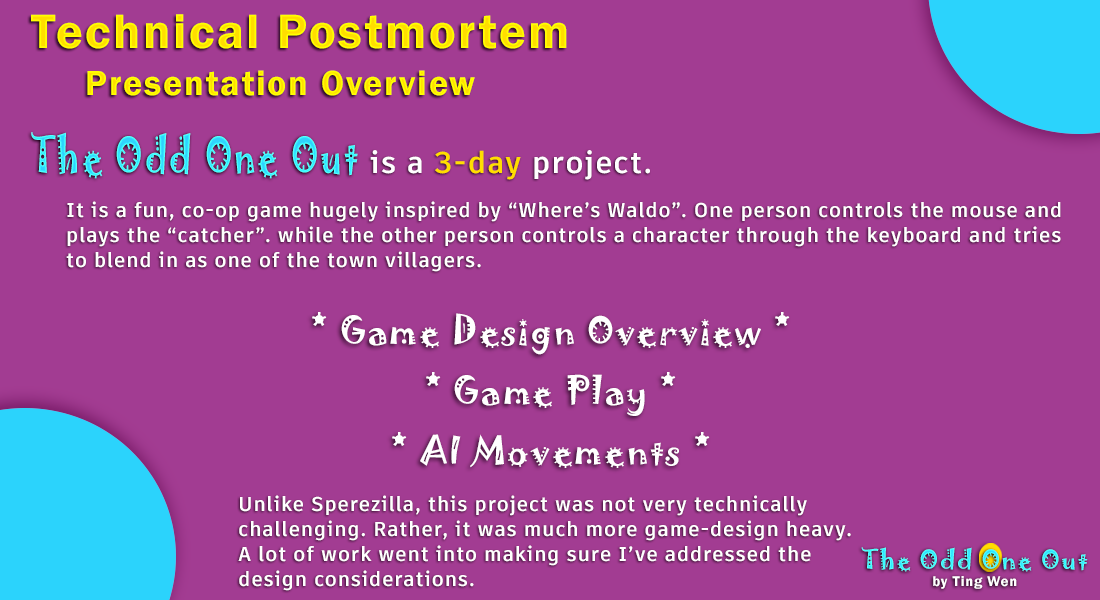 Technical Postmortem
Presentation Overview
The Odd One Out is a 3-day project.
It is a fun, co-op game hugely inspired by “Where’s Waldo”. One person controls the mouse and
plays the “catcher”. while the other person controls a character through the keyboard and tries
to blend in as one of the town villagers.
* Game Design Overview *
* Game Play *
* AI Movements *
Unlike Sperezilla, this project was not very technically
challenging. Rather, it was much more game-design heavy.
A lot of work went into making sure I’ve addressed the
design considerations.
The Odd One Out
by Ting Wen